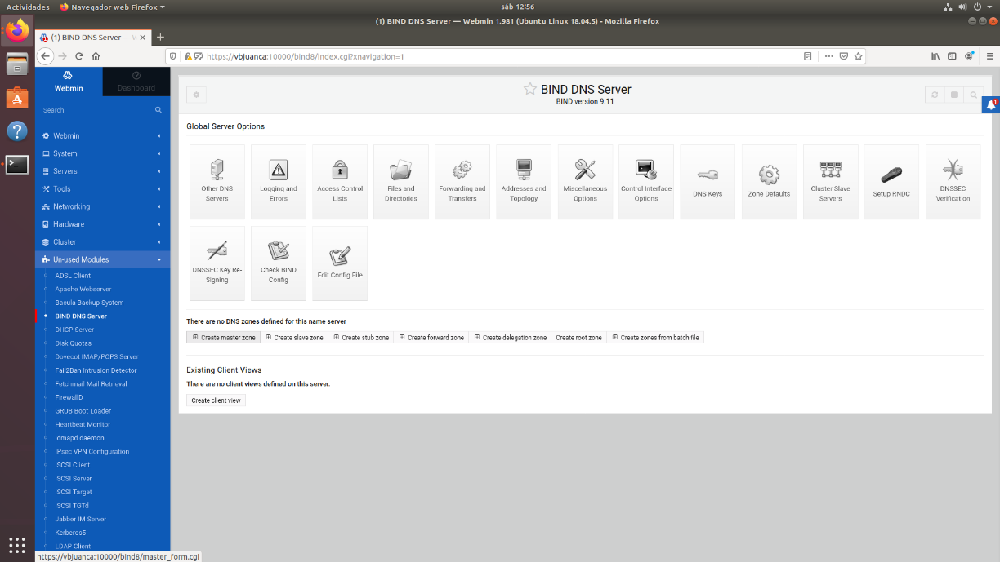 Actividades
Navegador web Firefox
sáb 12:56
(1) BIND DNS Server — Webmin 1.981 (Ubuntu Linux 18.04.5) - Mozilla Firefox
(1) BIND DNS Server — W
https://vbjuanca:10000/bind8/index.cgi?xnavigation=1
Webmin
Dashboard
Search
Webmin
System
Servers
Tools
Networking
Hardware
Cluster
Un-used Modules
ADSL Client
Apache Webserver
Bacula Backup System
BIND DNS Server
DHCP Server
Disk Quotas
Dovecot IMAP/POP3 Server
Fail2Ban Intrusion Detector
Fetchmail Mail Retrieval
FirewallD
GRUB Boot Loader
Heartbeat Monitor
idmapd daemon
IPsec VPN Configuration
iSCSI Client
iSCSI Server
iSCSI Target
iSCSI TGTd
Jabber IM Server
Kerberos5
LDAP Client
https://vbjuanca:10000/bind8/master_form.cgi
BIND DNS Server
BIND version 9.11
1
Global Server Options
Other DNS
Servers
Logging and
Errors
Access Control
Lists
Files and
Directories
Forwarding and
Transfers
Addresses and
Topology
Miscellaneous
Options
Control Interface
Options
DNS Keys
Zone Defaults
Cluster Slave
Servers
Setup RNDC
DNSSEC
Verification
DNSSEC Key Re-
Signing
Check BIND
Config
Edit Config File
There are no DNS zones defined for this name server
Create master zone
Create slave zone
Create stub zone
Create forward zone
Create delegation zone
Create root zone
Create zones from batch file
Existing Client Views
There are no client views defined on this server.
Create client view